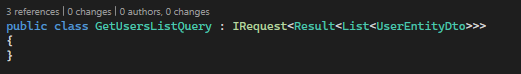 3 references | 0 changes | 0 authors, 0 changes
public class GetUsersListQuery : IRequest<Result<List<UserEntityDto>>>
{
}